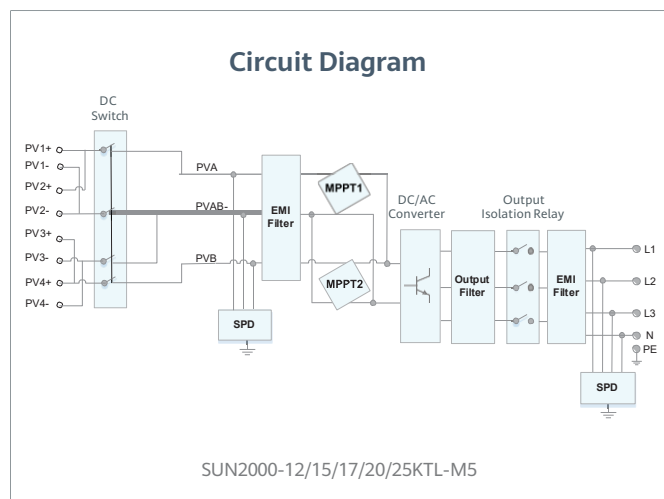 Circuit Diagram
DC
Switch
PV1+
PV1-
PV2+
PV2-
PV3+
PV3-
PV4+
PV4-
PVA
PVAB-
PVB
EMI
Filter
SPD
MPPT1
MPPT2
DC/AC
Converter
Output
Filter
Output
Isolation Relay
EMI
Filter
L1
L2
L3
N
PE
SPD
SUN2000-12/15/17/20/25KTL-M5